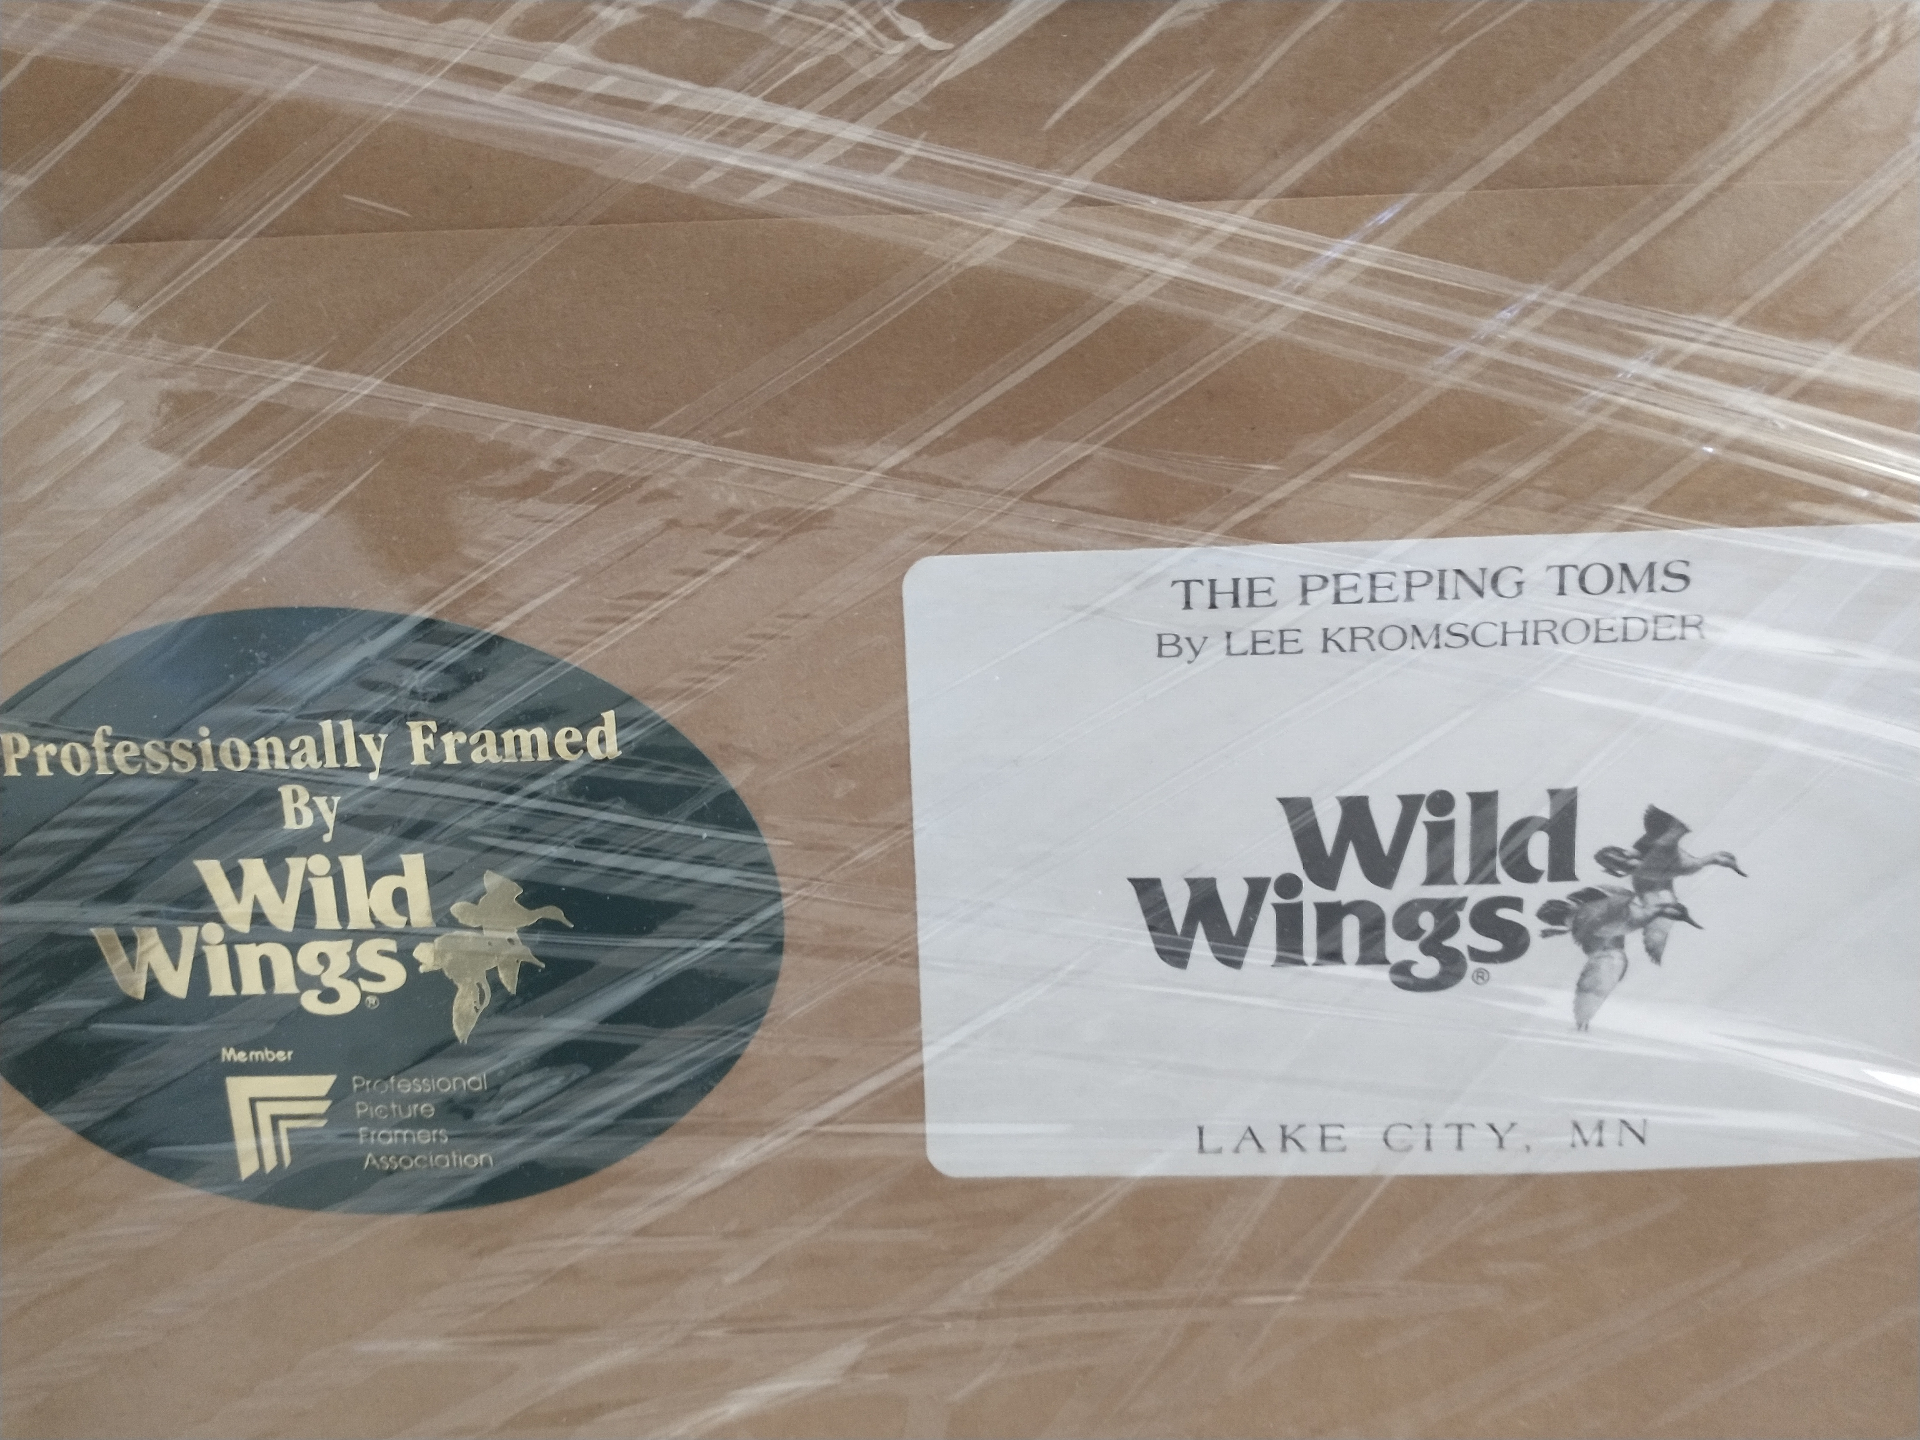 Professionally Framed
By
Wild
Wings®
Member
Professional
Picture
Framers
Association
THE PEEPING TOMS
By LEE KROMSCHROEDER
Wild
Wings®
LAKE CITY, MN